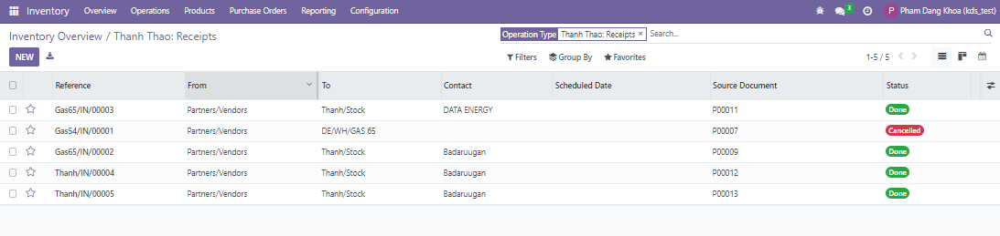 Inventory Overview Operations Products Purchase Orders Reporting Configuration 3 P Pham Dang Khoa (kds_test)
Inventory Overview / Thanh Thao: Receipts Operation Type Thanh Thao: Receipts × Search...
NEW Filters Group By Favorites 1-5 / 5
Reference From To Contact Scheduled Date Source Document Status
Gas65/IN/00003 Partners/Vendors Thanh/Stock DATA ENERGY P00011 Done
Gas54/IN/00001 Partners/Vendors DE/WH/GAS 65 P00007 Cancelled
Gas65/IN/00002 Partners/Vendors Thanh/Stock Badaruugan P00009 Done
Thanh/IN/00004 Partners/Vendors Thanh/Stock Badaruugan P00012 Done
Thanh/IN/00005 Partners/Vendors Thanh/Stock Badaruugan P00013 Done